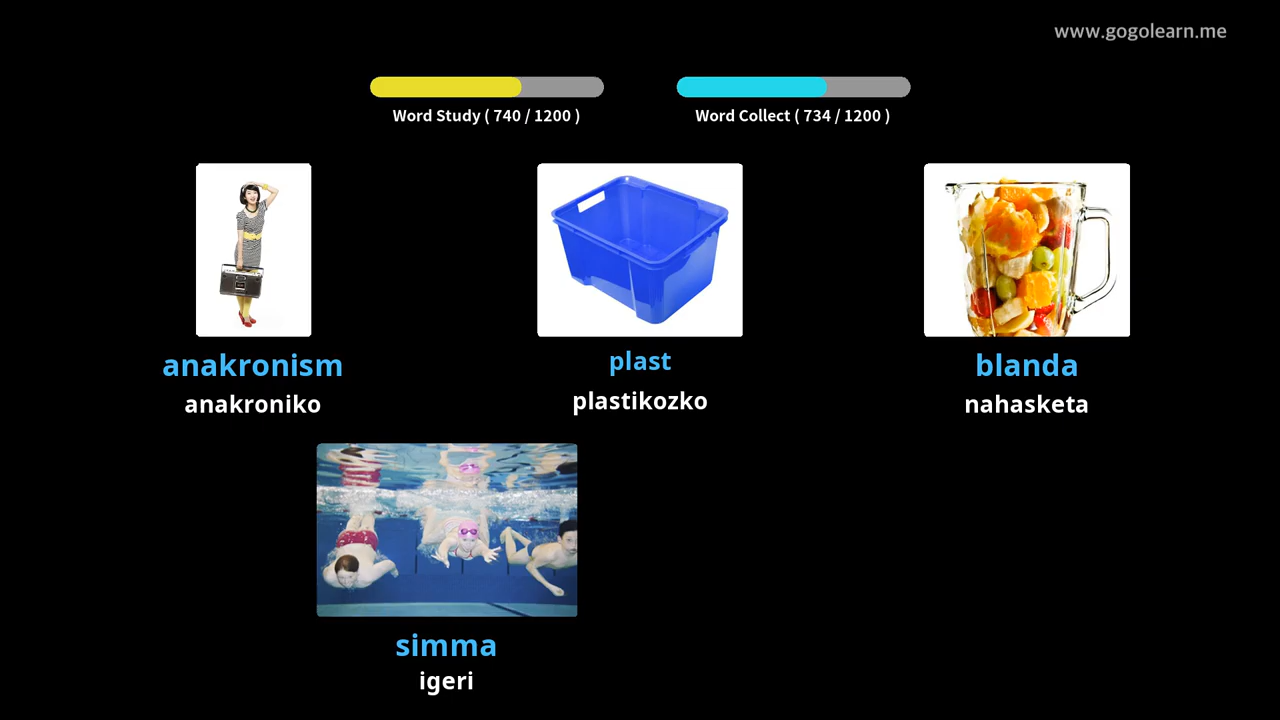 www.gogolearn.me
Word Study ( 740 / 1200 )
Word Collect ( 734 / 1200 )
anakronism
anakroniko
plast
plastikozko
blanda
nahasketa
simma
igeri